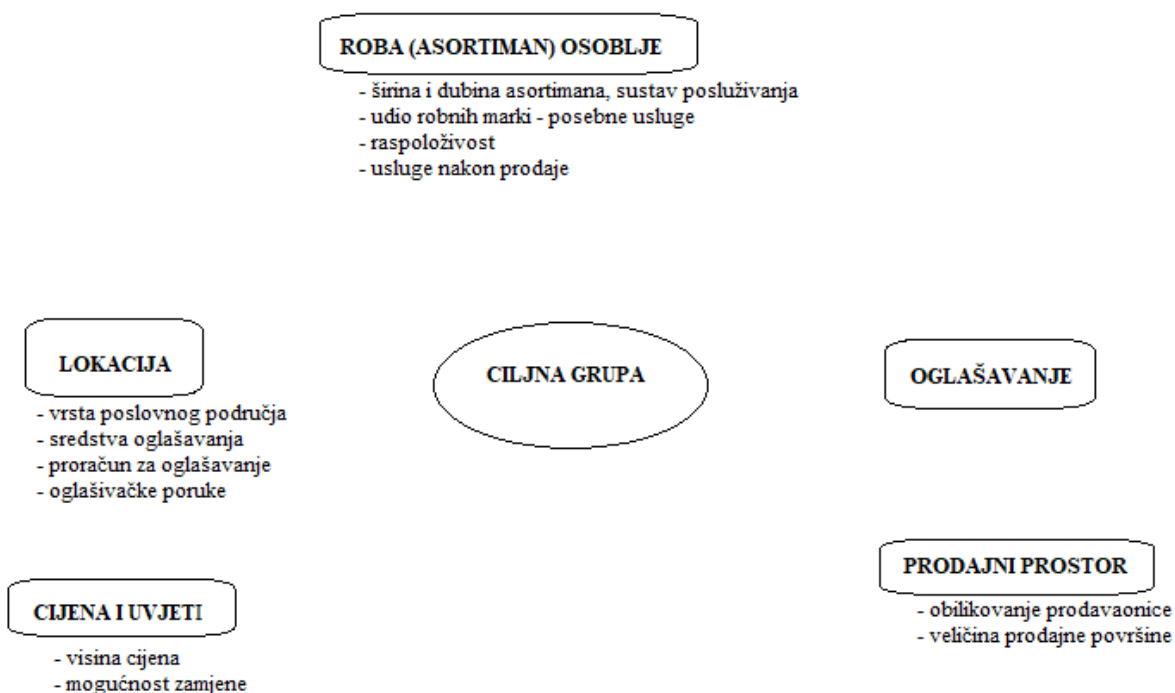 ROBA (ASORTIMAN) OSOBLJE
- širina i dubina asortimana, sustav posluživanja
- udio robnih marki - posebne usluge
- raspoloživost
- usluge nakon prodaje
LOKACIJA
- vrsta poslovnog područja
- sredstva oglašavanja
- proračun za oglašavanje
- oglašivačke poruke
CILJNA GRUPA
OGLAŠAVANJE
CIJENA I UVJETI
- visina cijena
- mogućnost zamjene
PRODAJNI PROSTOR
- obilikovanje prodavaonice
- veličina prodajne površine